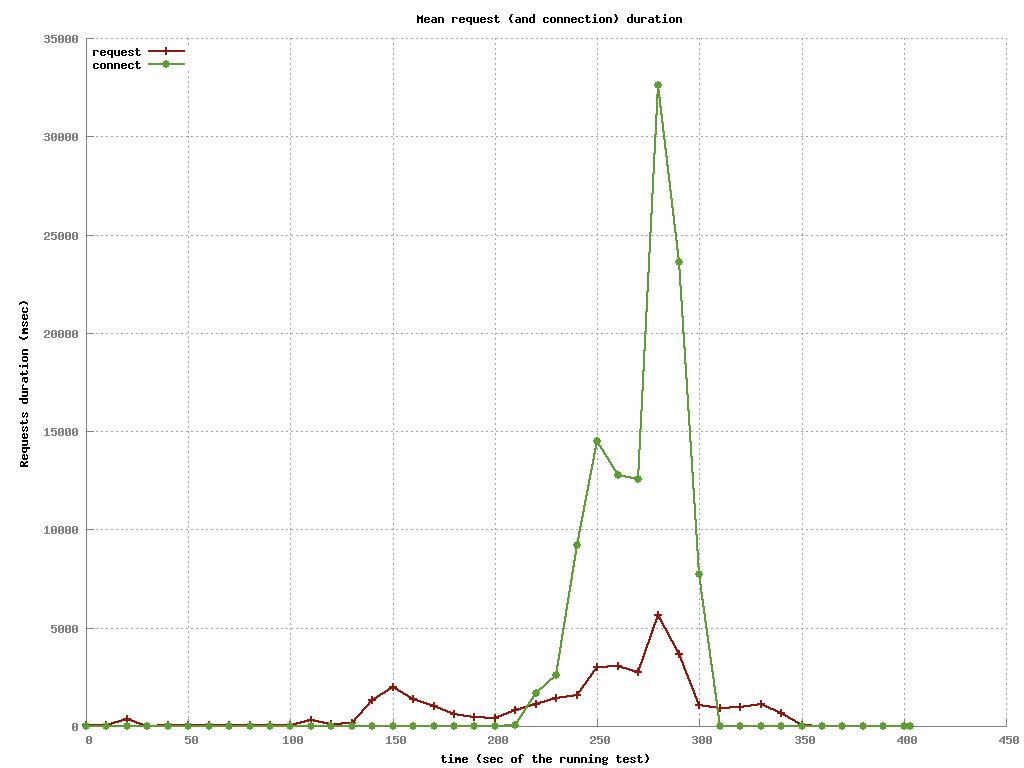 Mean request (and connection) duration
35000
request
connect
30000
25000
20000
15000
10000
5000
0
Requests duration (msec)
0 50 100 150 200 250 300 350 400 450
time (sec of the running test)